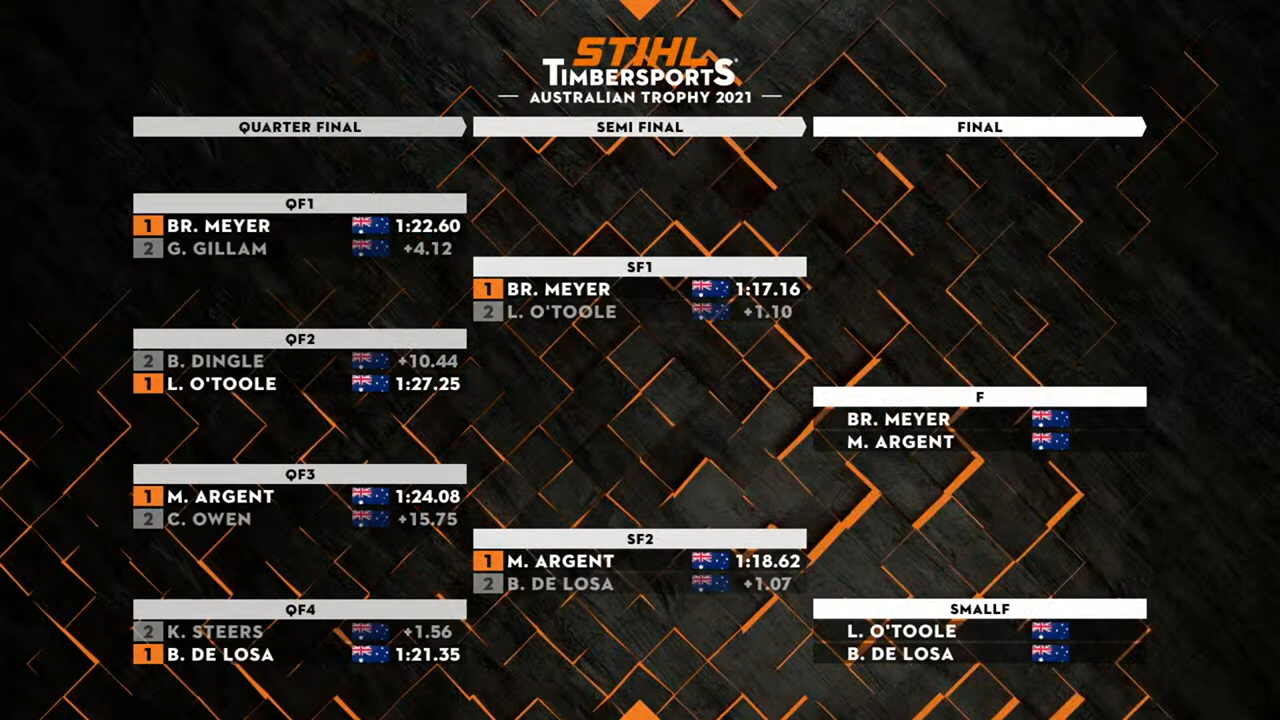 STIHL
TIMBERSPORTS®
AUSTRALIAN TROPHY 2021
QUARTER FINAL
SEMI FINAL
FINAL
QF1
1 BR. MEYER 1:22.60
2 G. GILLAM +4.12
QF2
2 B. DINGLE +10.44
1 L. O'TOOLE 1:27.25
QF3
1 M. ARGENT 1:24.08
2 C. OWEN +15.75
QF4
2 K. STEERS +1.56
1 B. DE LOSA 1:21.35
SF1
1 BR. MEYER 1:17.16
2 L. O'TOOLE +1.10
SF2
1 M. ARGENT 1:18.62
2 B. DE LOSA +1.07
F
BR. MEYER
M. ARGENT
SMALLF
L. O'TOOLE
B. DE LOSA